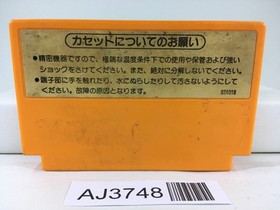 カセットについてのお願い
●精密機器ですので、極端な温度条件下での使用や保管および強い
ショックをさけてください。また、絶対に分解しないでください。
●端子部に手を触れたり、水にぬらしたりして汚さないようにして
ください。故障の原因となります。
AJ3748